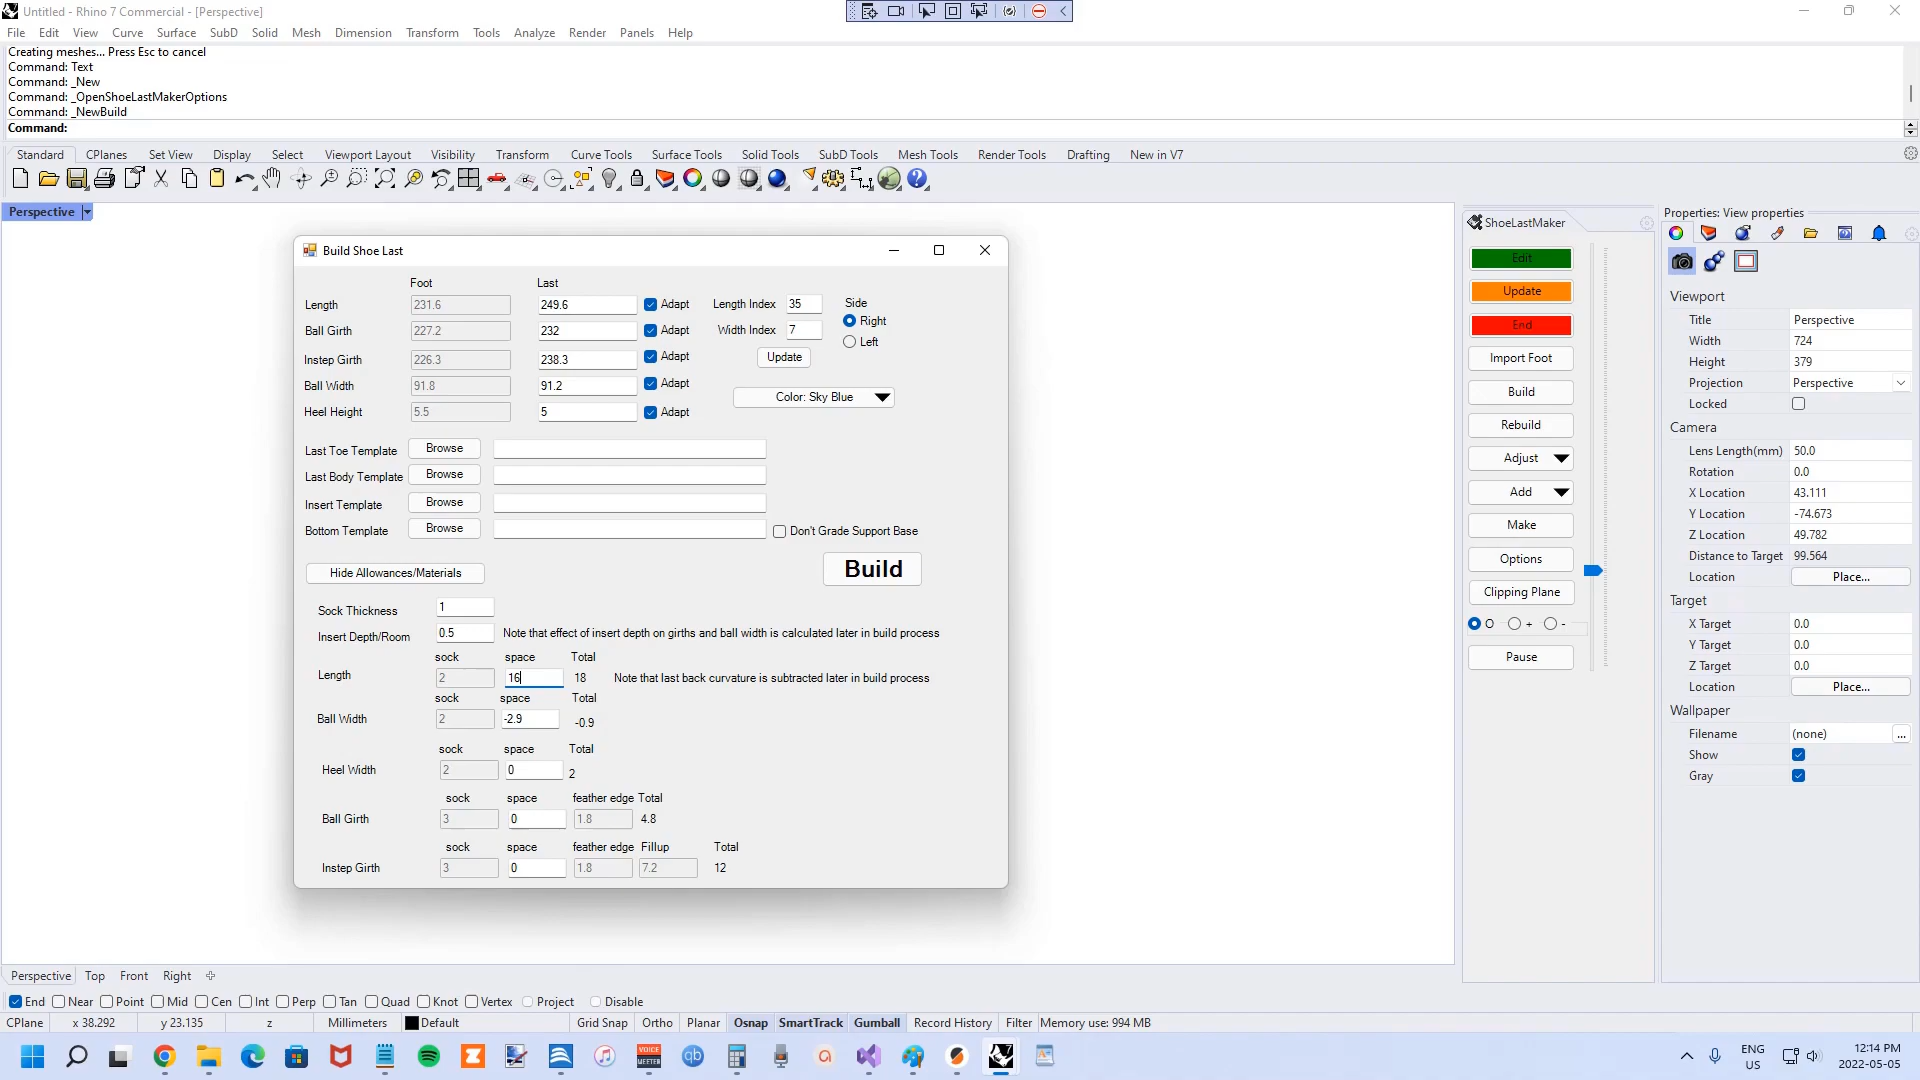 Untitled - Rhino 7 Commercial - [Perspective]
File Edit View Curve Surface SubD Solid Mesh Dimension Transform Tools Analyze Render Panels Help
Creating meshes... Press Esc to cancel
Command: Text
Command: _New
Command: _OpenShoeLastMakerOptions
Command: _NewBuild
Command:
Standard CPlanes Set View Display Select Viewport Layout Visibility Transform Curve Tools Surface Tools Solid Tools SubD Tools Mesh Tools Render Tools Drafting New in V7
Perspective
Build Shoe Last
Foot Last
Length 231.6 249.6 Adapt Length Index 35 Side
Right
Ball Girth 227.2 232 Adapt Width Index 7
Left
Instep Girth 226.3 238.3 Adapt Update
Ball Width 91.8 91.2 Adapt
Color: Sky Blue
Heel Height 5.5 5 Adapt
Last Toe Template Browse
Last Body Template Browse
Insert Template Browse
Bottom Template Browse Don't Grade Support Base
Hide Allowances/Materials Build
Sock Thickness 1
Insert Depth/Room 0.5 Note that effect of insert depth on girths and ball width is calculated later in build process
sock space Total
Length 2 16 18 Note that last back curvature is subtracted later in build process
sock space Total
Ball Width 2 -2.9 -0.9
sock space Total
Heel Width 2 0 2
sock space feather edge Total
Ball Girth 3 0 1.8 4.8
sock space feather edge Fillup Total
Instep Girth 3 0 1.8 7.2 12
ShoeLastMaker
Edit
Update
End
Import Foot
Build
Rebuild
Adjust
Add
Make
Options
Clipping Plane
O + -
Pause
Properties: View properties
Viewport
Title Perspective
Width 724
Height 379
Projection Perspective
Locked
Camera
Lens Length(mm) 50.0
Rotation 0.0
X Location 43.111
Y Location -74.673
Z Location 49.782
Distance to Target 99.564
Location Place...
Target
X Target 0.0
Y Target 0.0
Z Target 0.0
Location Place...
Wallpaper
Filename (none) ...
Show
Gray
Perspective Top Front Right
End Near Point Mid Cen Int Perp Tan Quad Knot Vertex Project Disable
CPlane x 38.292 y 23.135 z Millimeters Default Grid Snap Ortho Planar Osnap SmartTrack Gumball Record History Filter Memory use: 994 MB
VOICE
MEETER
qb
ENG
US
12:14 PM
2022-05-05